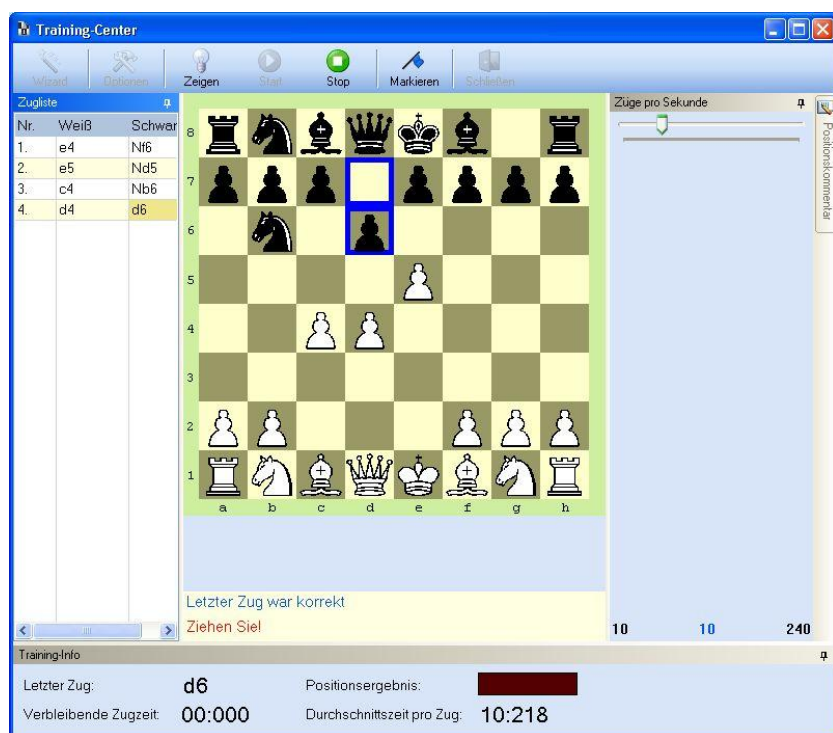 Training-Center
Wizard Optionen Zeigen Start Stop Markieren Schließen
Zugliste
Nr. Weiß Schwar
1. e4 Nf6
2. e5 Nd5
3. c4 Nb6
4. d4 d6
8
7
6
5
4
3
2
1
a b c d e f g h
Letzter Zug war korrekt
Ziehen Sie!
Züge pro Sekunde
10 10 240
Positionskommentar
Training-Info
Letzter Zug: d6 Positionsergebnis:
Verbleibende Zugzeit: 00:000 Durchschnittszeit pro Zug: 10:218